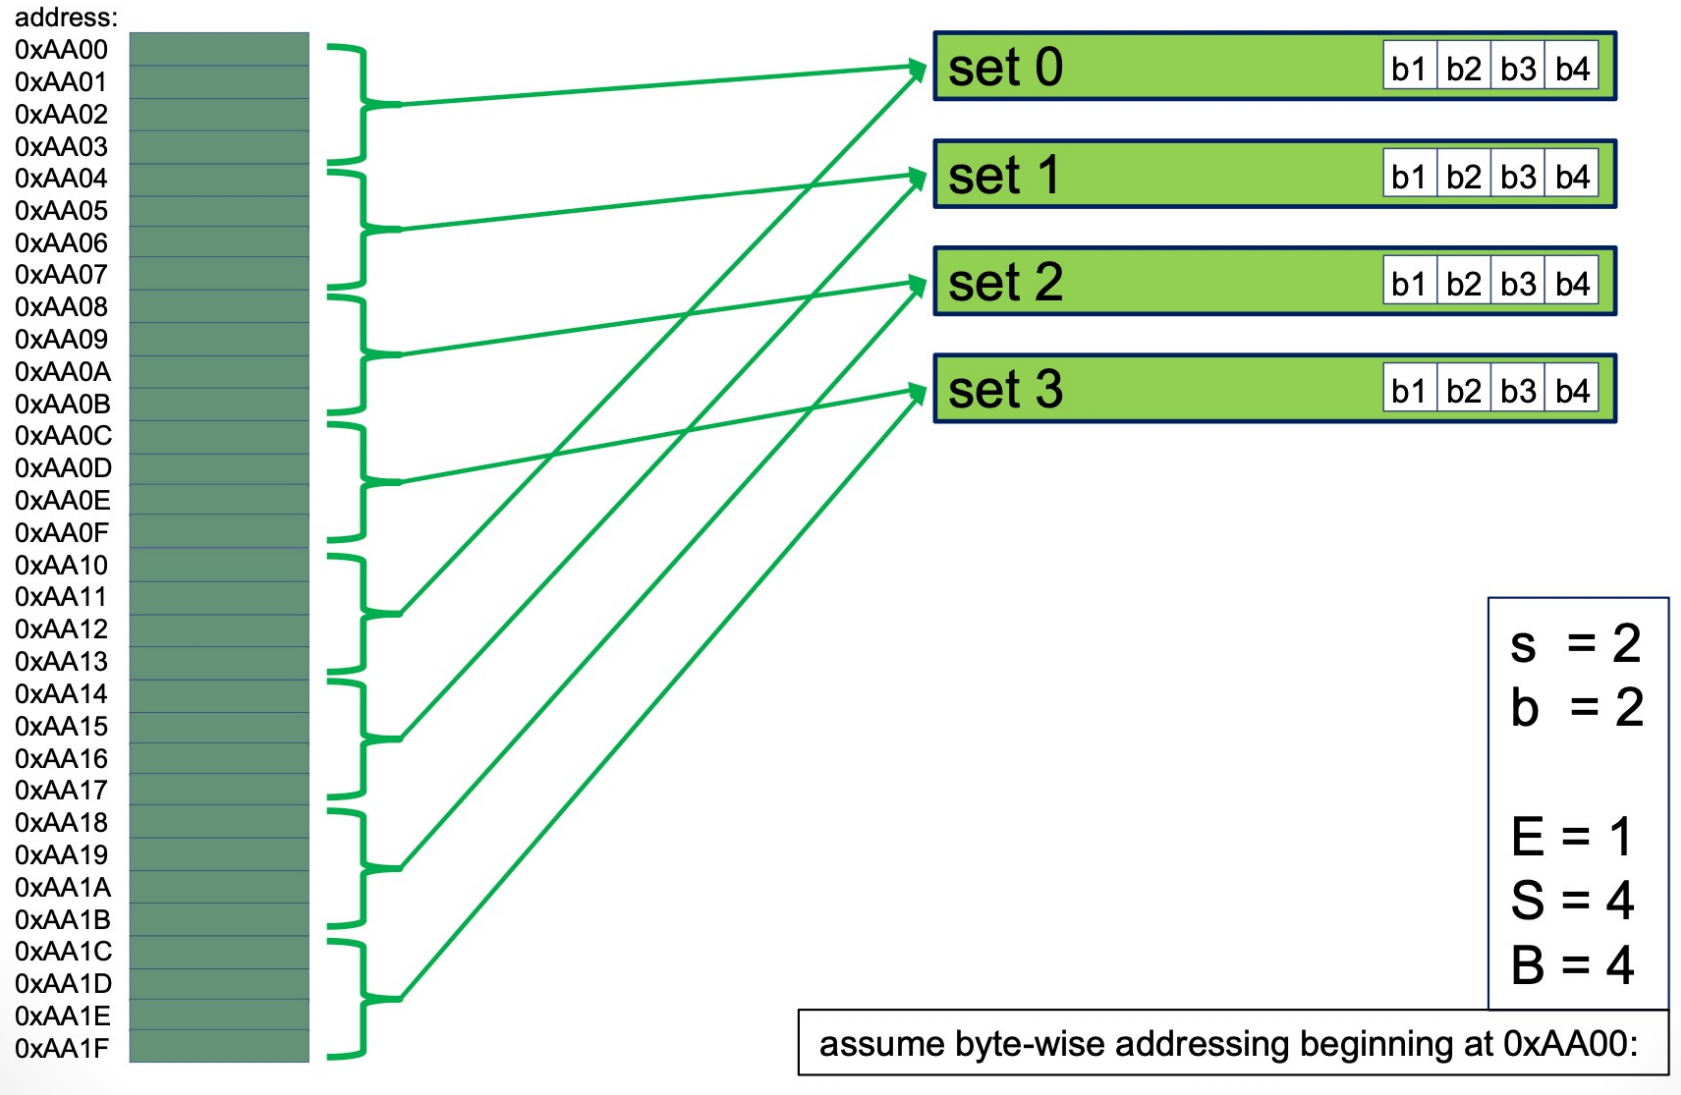 address:
0xAA00
0xAA01
0xAA02
0xAA03
0xAA04
0xAA05
0xAA06
0xAA07
0xAA08
0xAA09
0xAA0A
0xAA0B
0xAA0C
0xAA0D
0xAA0E
0xAA0F
0xAA10
0xAA11
0xAA12
0xAA13
0xAA14
0xAA15
0xAA16
0xAA17
0xAA18
0xAA19
0xAA1A
0xAA1B
0xAA1C
0xAA1D
0xAA1E
0xAA1F
set 0 b1 b2 b3 b4
set 1 b1 b2 b3 b4
set 2 b1 b2 b3 b4
set 3 b1 b2 b3 b4
s = 2
b = 2
E = 1
S = 4
B = 4
assume byte-wise addressing beginning at 0xAA00: